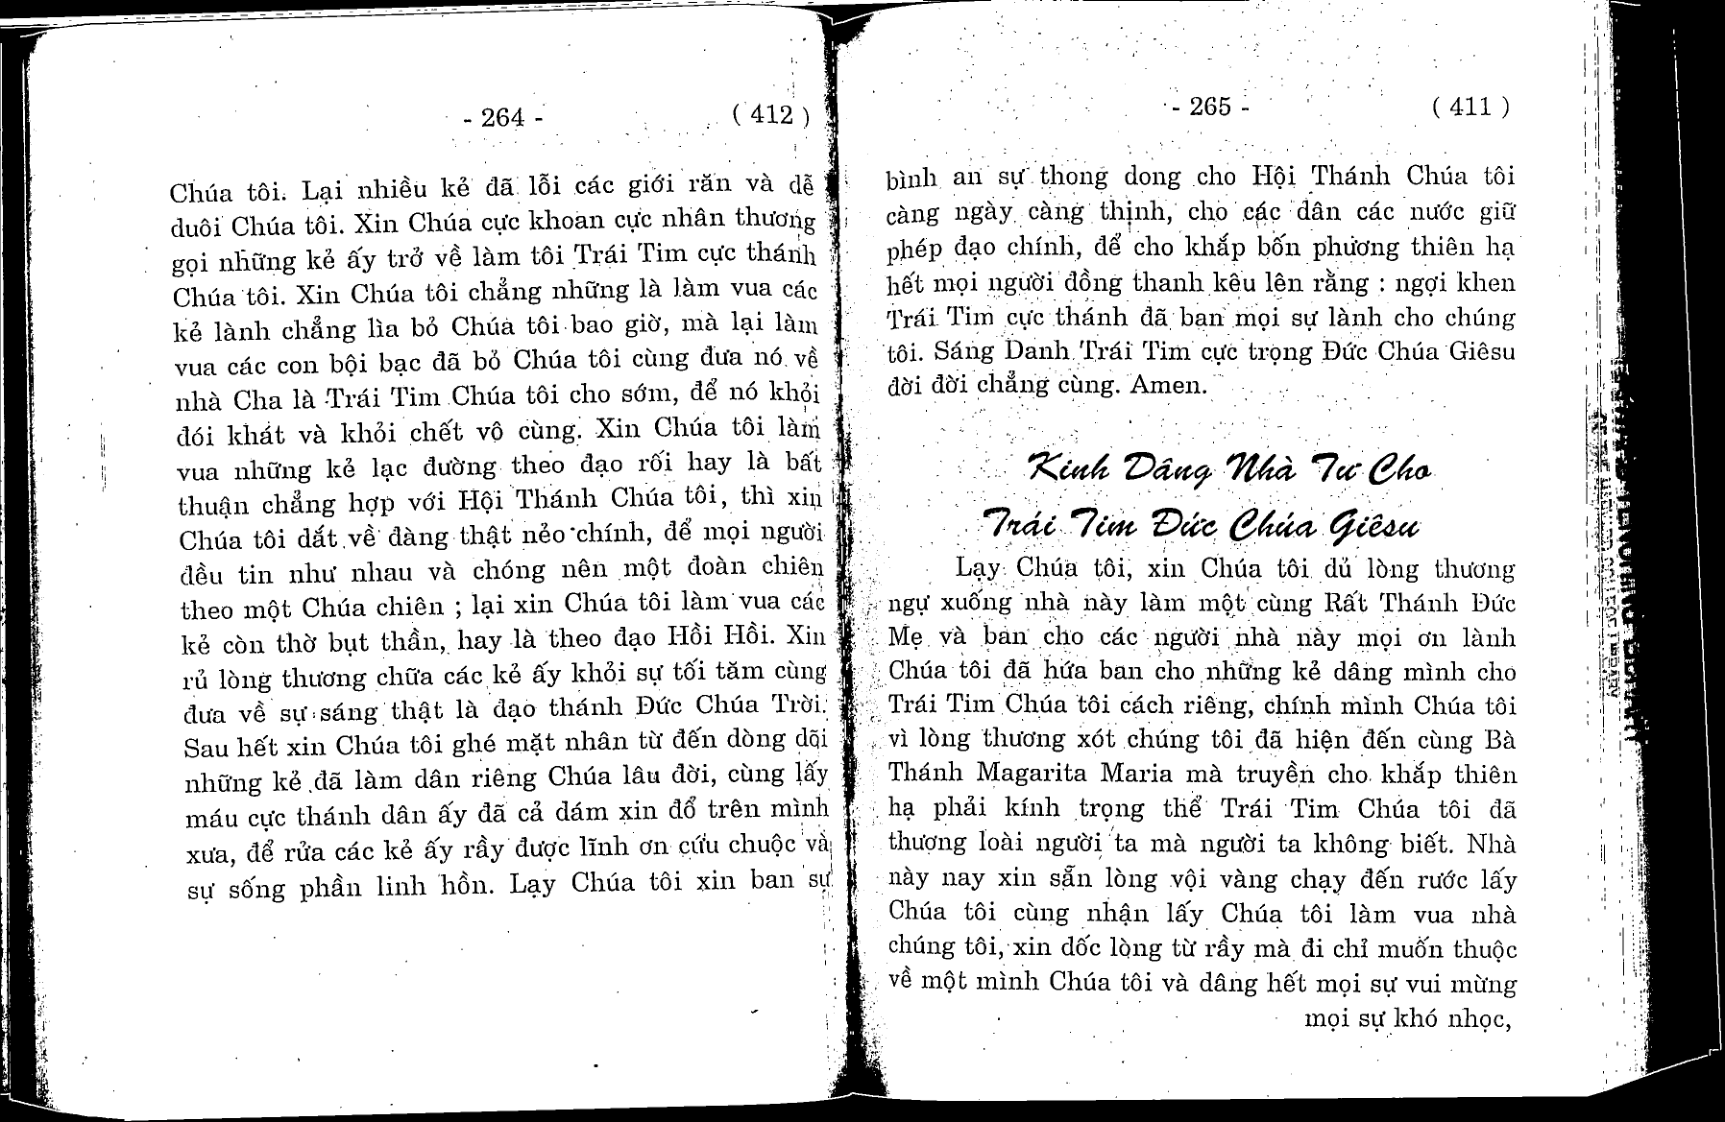 - 264 - ( 412 )
Chúa tôi. Lại nhiều kẻ đã lỗi các giới răn và dễ
duôi Chúa tôi. Xin Chúa cực khoan cực nhân thương
gọi những kẻ ấy trở về làm tôi Trái Tim cực thánh
Chúa tôi. Xin Chúa tôi chẳng những là làm vua các
kẻ lành chẳng lìa bỏ Chúa tôi bao giờ, mà lại làm
vua các con bội bạc đã bỏ Chúa tôi cùng đưa nó về
nhà Cha là Trái Tim Chúa tôi cho sớm, để nó khỏi
đói khát và khỏi chết vô cùng. Xin Chúa tôi làm
vua những kẻ lạc đường theo đạo rối hay là bất
thuận chẳng hợp với Hội Thánh Chúa tôi, thì xin
Chúa tôi dắt về đàng thật nẻo chính, để mọi người
đều tin như nhau và chóng nên một đoàn chiên
theo một Chúa chiên ; lại xin Chúa tôi làm vua các
kẻ còn thờ bụt thần, hay là theo đạo Hồi Hồi. Xin
rủ lòng thương chữa các kẻ ấy khỏi sự tối tăm cùng
đưa về sự sáng thật là đạo thánh Đức Chúa Trời.
Sau hết xin Chúa tôi ghé mặt nhân từ đến dòng dõi
những kẻ đã làm dân riêng Chúa lâu đời, cùng lấy
máu cực thánh dân ấy đã cả dám xin đổ trên mình
xưa, để rửa các kẻ ấy rầy được lĩnh ơn cứu chuộc và
sự sống phần linh hồn. Lạy Chúa tôi xin ban sự
- 265 - ( 411 )
bình an sự thong dong cho Hội Thánh Chúa tôi
càng ngày càng thịnh, cho các dân các nước giữ
phép đạo chính, để cho khắp bốn phương thiên hạ
hết mọi người đồng thanh kêu lên rằng : ngợi khen
Trái Tim cực thánh đã ban mọi sự lành cho chúng
tôi. Sáng Danh Trái Tim cực trọng Đức Chúa Giêsu
đời đời chẳng cùng. Amen.
Kinh Dâng Nhà Tư Cho
Trái Tim Đức Chúa Giêsu
Lạy Chúa tôi, xin Chúa tôi dủ lòng thương
ngự xuống nhà này làm một cùng Rất Thánh Đức
Mẹ và ban cho các người nhà này mọi ơn lành
Chúa tôi đã hứa ban cho những kẻ dâng mình cho
Trái Tim Chúa tôi cách riêng, chính mình Chúa tôi
vì lòng thương xót chúng tôi đã hiện đến cùng Bà
Thánh Magarita Maria mà truyền cho khắp thiên
hạ phải kính trọng thể Trái Tim Chúa tôi đã
thượng loài người ta mà người ta không biết. Nhà
này nay xin sẵn lòng vội vàng chạy đến rước lấy
Chúa tôi cùng nhận lấy Chúa tôi làm vua nhà
chúng tôi, xin dốc lòng từ rầy mà đi chỉ muốn thuộc
về một mình Chúa tôi và dâng hết mọi sự vui mừng
mọi sự khó nhọc,